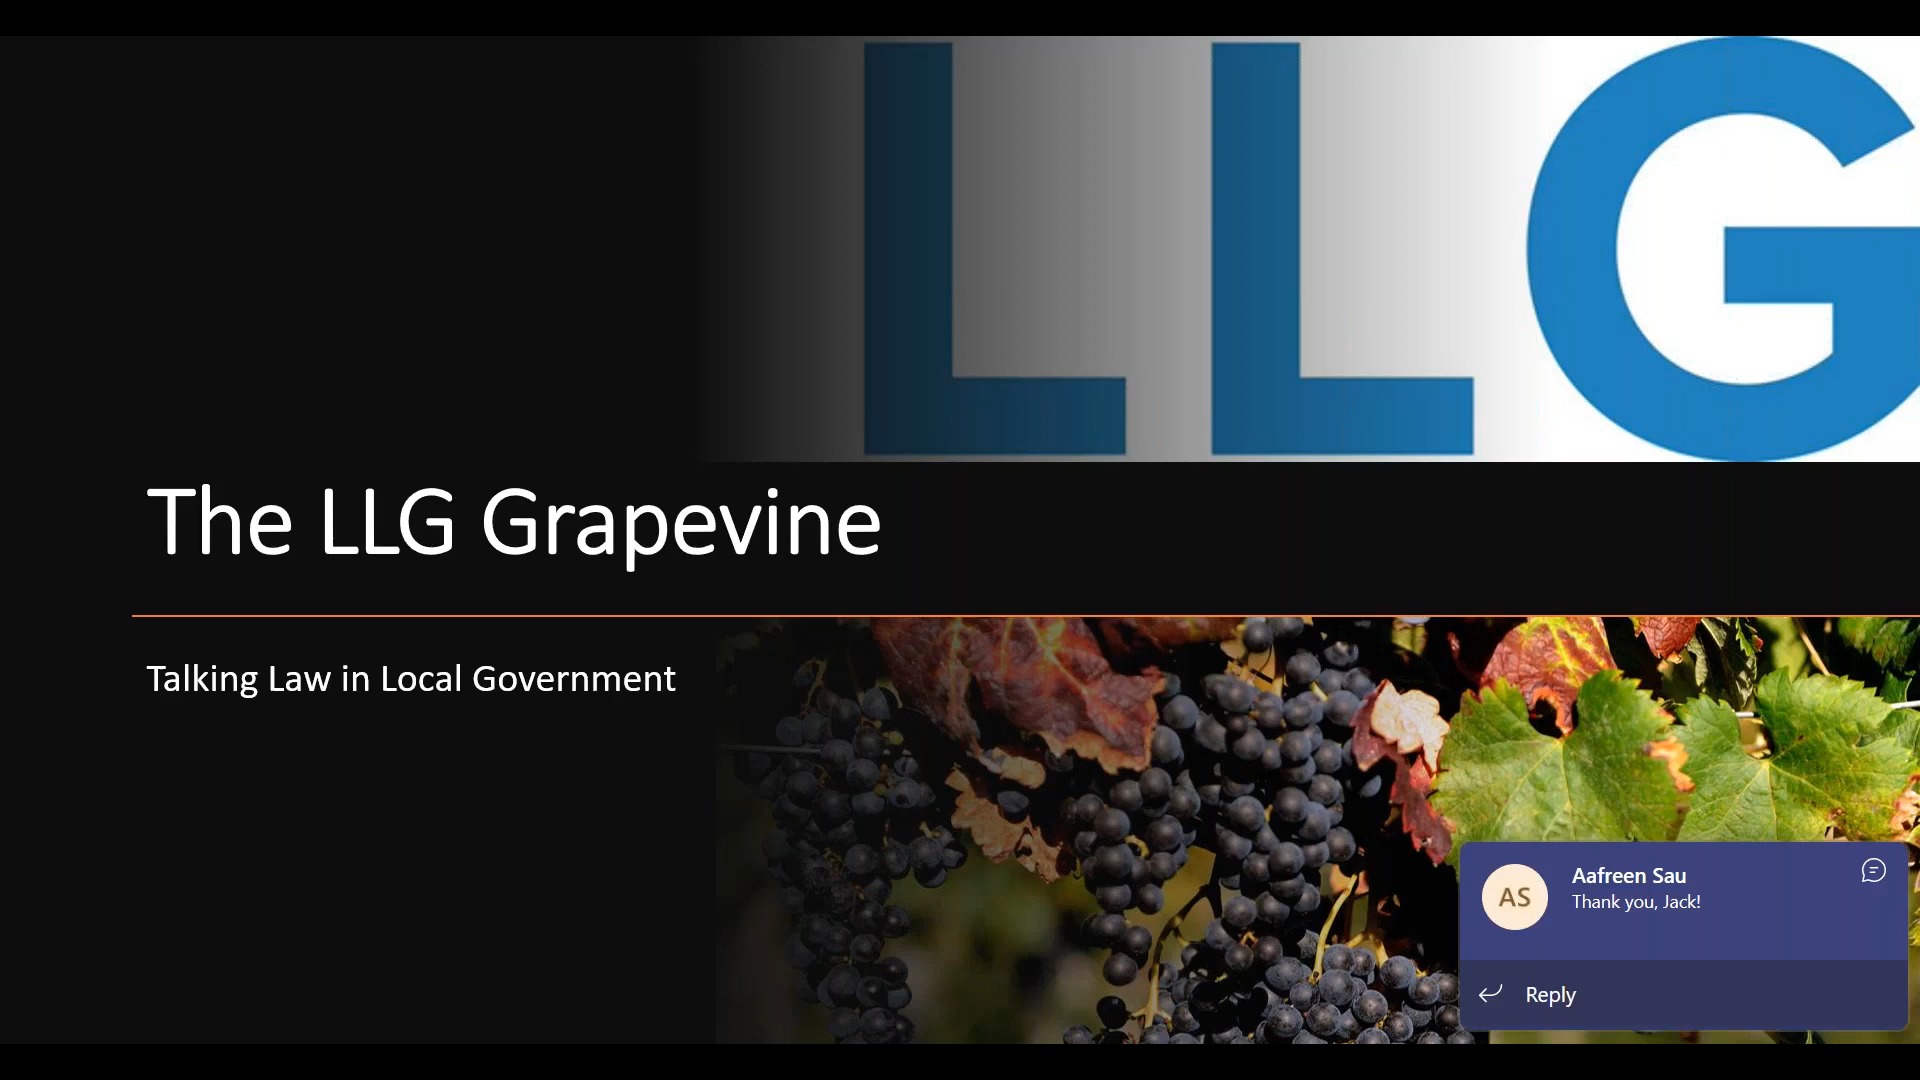 LLG
The LLG Grapevine
Talking Law in Local Government
AS
Aafreen Sau
Thank you, Jack!
Reply